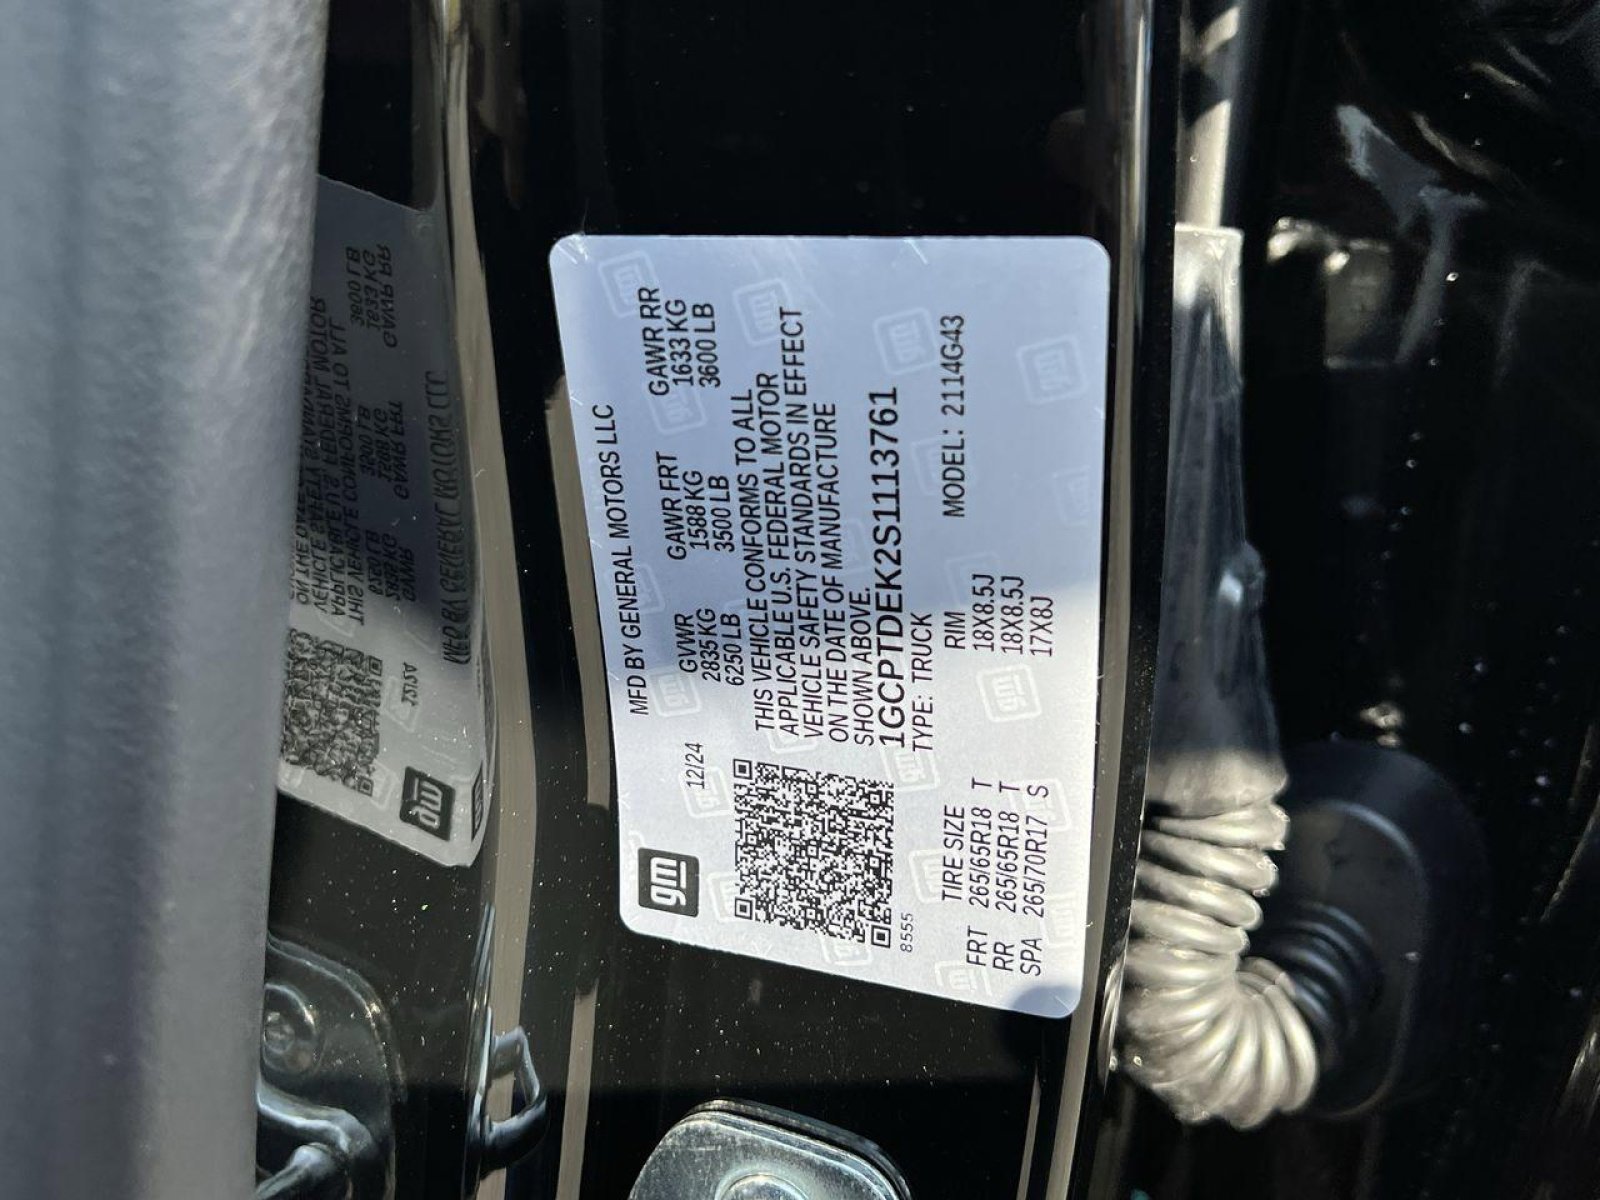 gm
12/24
MFD BY GENERAL MOTORS LLC
GVWR GAWR FRT GAWR RR
2835 KG 1588 KG 1633 KG
6250 LB 3500 LB 3600 LB
THIS VEHICLE CONFORMS TO ALL
APPLICABLE U.S. FEDERAL MOTOR
VEHICLE SAFETY STANDARDS IN EFFECT
ON THE DATE OF MANUFACTURE
SHOWN ABOVE.
1GCPTDEK2S1113761
8555 TYPE: TRUCK MODEL: 2114G43
TIRE SIZE RIM
FRT 265/65R18 T 18X8.5J
RR 265/65R18 T 18X8.5J
SPA 265/70R17 S 17X8J